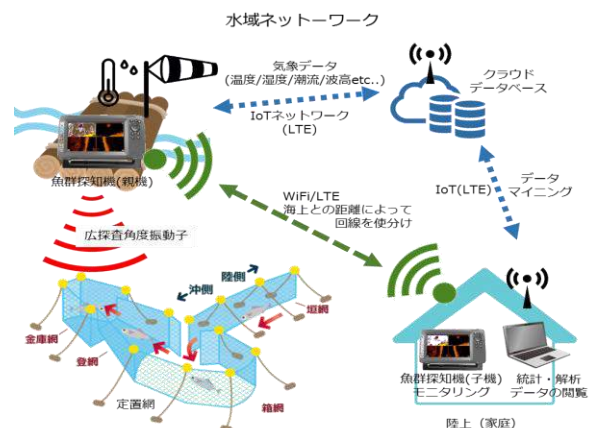 水域ネットーワーク
気象データ
(温度/湿度/潮流/波高etc..)
IoTネットワーク
(LTE)
クラウド
データベース
魚群探知機(親機)
WiFi/LTE
海上との距離によって
回線を使分け
IoT(LTE)
データ
マイニング
広探査角度振動子
沖側
陸側
垣網
金庫網
登網
定置網
箱網
魚群探知機(子機)
モニタリング
統計・解析
データの閲覧
陸上（家庭）